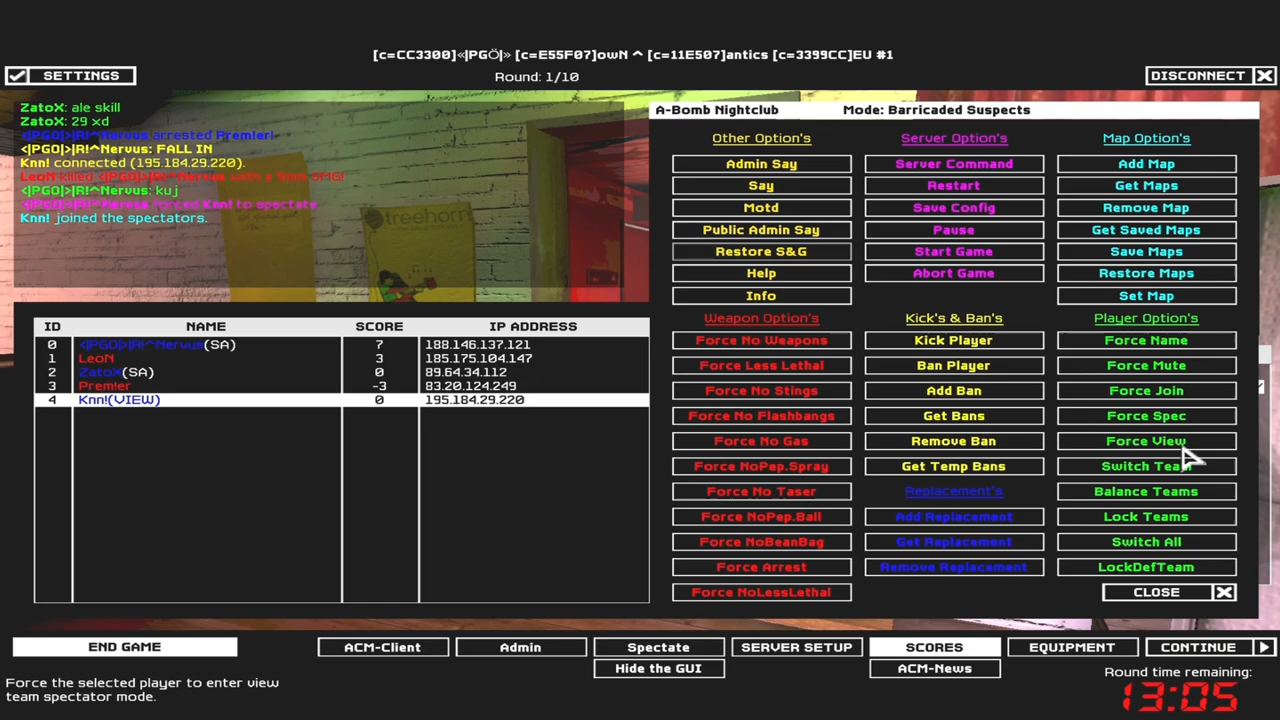 [c=CC3300]«|PGÖ|» [c=E55F07]owN ^ [c=11E507]antics [c=3399CC]EU #1
Round: 1/10
SETTINGS
DISCONNECT
ZatoX: ale skill
ZatoX: 29 xd
<|PGO|>|R!^Nervus arrested Prem!er!
<|PGO|>|R!^Nervus: FALL IN
Knn! connected (195.184.29.220).
LeoN killed <|PGO|>|R!^Nervus with a 9mm SMG!
<|PGO|>|R!^Nervus: kuj
<|PGO|>|R!^Nervus forced Knn! to spectate.
Knn! joined the spectators.
treehorn
ID NAME SCORE IP ADDRESS
0 <|PGO|>|R!^Nervus(SA) 7 188.146.137.121
1 LeoN 3 185.175.104.147
2 ZatoX(SA) 0 89.64.34.112
3 Prem!er -3 83.20.124.249
4 Knn!(VIEW) 0 195.184.29.220
A-Bomb Nightclub Mode: Barricaded Suspects
Other Option's
Admin Say
Say
Motd
Public Admin Say
Restore S&G
Help
Info
Server Option's
Server Command
Restart
Save Config
Pause
Start Game
Abort Game
Map Option's
Add Map
Get Maps
Remove Map
Get Saved Maps
Save Maps
Restore Maps
Set Map
Weapon Option's
Force No Weapons
Force Less Lethal
Force No Stings
Force No Flashbangs
Force No Gas
Force NoPep.Spray
Force No Taser
Force NoPep.Ball
Force NoBeanBag
Force Arrest
Force NoLessLethal
Kick's & Ban's
Kick Player
Ban Player
Add Ban
Get Bans
Remove Ban
Get Temp Bans
Replacement's
Add Replacement
Get Replacement
Remove Replacement
Player Option's
Force Name
Force Mute
Force Join
Force Spec
Force View
Switch Team
Balance Teams
Lock Teams
Switch All
LockDefTeam
CLOSE
END GAME
ACM-Client
Admin
Spectate
SERVER SETUP
SCORES
EQUIPMENT
CONTINUE
Hide the GUI
ACM-News
Force the selected player to enter view
team spectator mode.
Round time remaining:
13:05